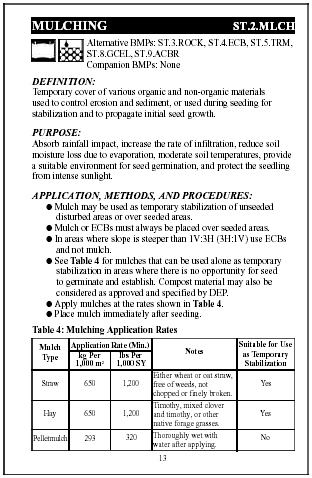 MULCHING ST.2.MLCH
Alternative BMPs: ST.3.ROCK, ST.4.ECB, ST.5.TRM,
ST.8.GCEL, ST.9.ACBR
Companion BMPs: None
DEFINITION:
Temporary cover of various organic and non-organic materials
used to control erosion and sediment, or used during seeding for
stabilization and to propagate initial seed growth.
PURPOSE:
Absorb rainfall impact, increase the rate of infiltration, reduce soil
moisture loss due to evaporation, moderate soil temperatures, provide
a suitable environment for seed germination, and protect the seedling
from intense sunlight.
APPLICATION, METHODS, AND PROCEDURES:
● Mulch may be used as temporary stabilization of unseeded
disturbed areas or over seeded areas.
● Mulch or ECBs must always be placed over seeded areas.
● In areas where slope is steeper than 1V:3H (3H:1V) use ECBs
and not mulch.
● See Table 4 for mulches that can be used alone as temporary
stabilization in areas where there is no opportunity for seed
to germinate and establish. Compost material may also be
considered as approved and specified by DEP.
● Apply mulches at the rates shown in Table 4.
● Place mulch immediately after seeding.
Table 4: Mulching Application Rates
Mulch Type Application Rate (Min.) Notes Suitable for Use
as Temporary
Stabilization
kg Per lbs Per
1,000 m² 1,000 SY
Straw 650 1,200 Either wheat or oat straw,
free of weeds, not
chopped or finely broken. Yes
Hay 650 1,200 Timothy, mixed clover
and timothy, or other
native forage grasses. Yes
Pelletmulch 293 320 Thoroughly wet with
water after applying. No
13